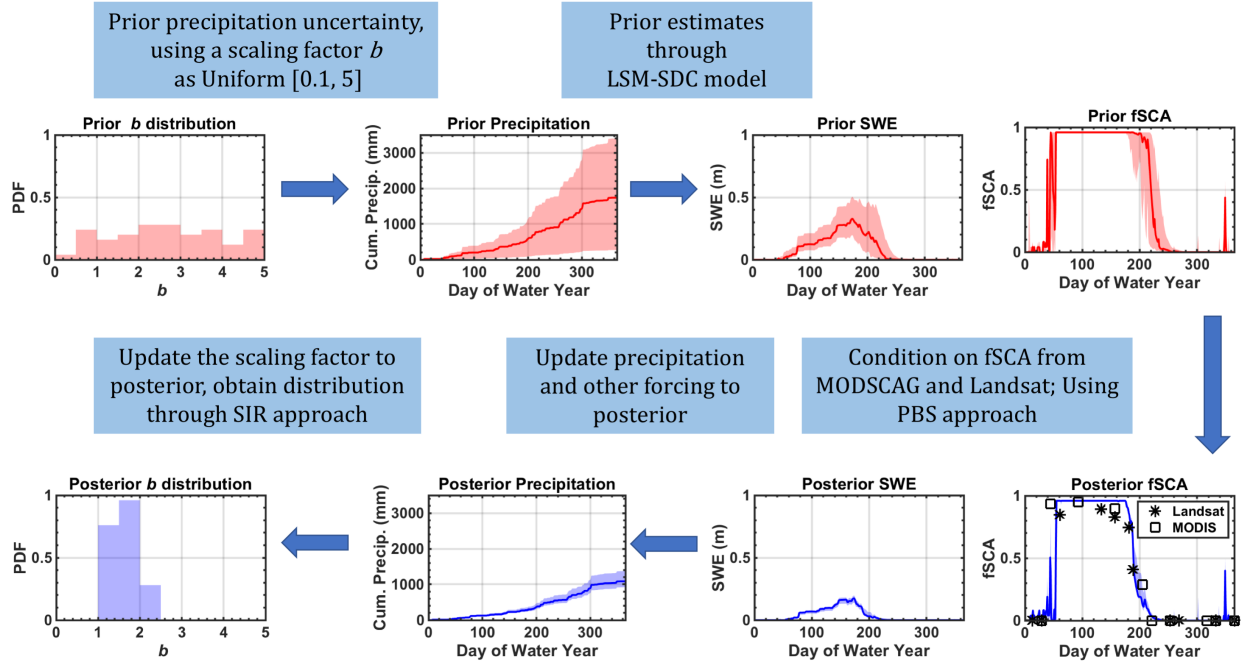 Prior precipitation uncertainty,
using a scaling factor b
as Uniform [0.1, 5]
Prior estimates
through
LSM-SDC model
Prior b distribution
PDF
1
0.5
0
0 1 2 3 4 5
b
Prior Precipitation
Cum. Precip. (mm)
3000
2000
1000
0
0 100 200 300
Day of Water Year
Prior SWE
SWE (m)
1
0.5
0
0 100 200 300
Day of Water Year
Prior fSCA
fSCA
1
0.5
0
0 100 200 300
Day of Water Year
Update the scaling factor to
posterior, obtain distribution
through SIR approach
Update precipitation
and other forcing to
posterior
Condition on fSCA from
MODSCAG and Landsat; Using
PBS approach
Posterior b distribution
PDF
1
0.5
0
0 1 2 3 4 5
b
Posterior Precipitation
Cum. Precip. (mm)
3000
2000
1000
0
0 100 200 300
Day of Water Year
Posterior SWE
SWE (m)
1
0.5
0
0 100 200 300
Day of Water Year
Posterior fSCA
fSCA
1
0.5
0
0 100 200 300
Landsat
MODIS
Day of Water Year